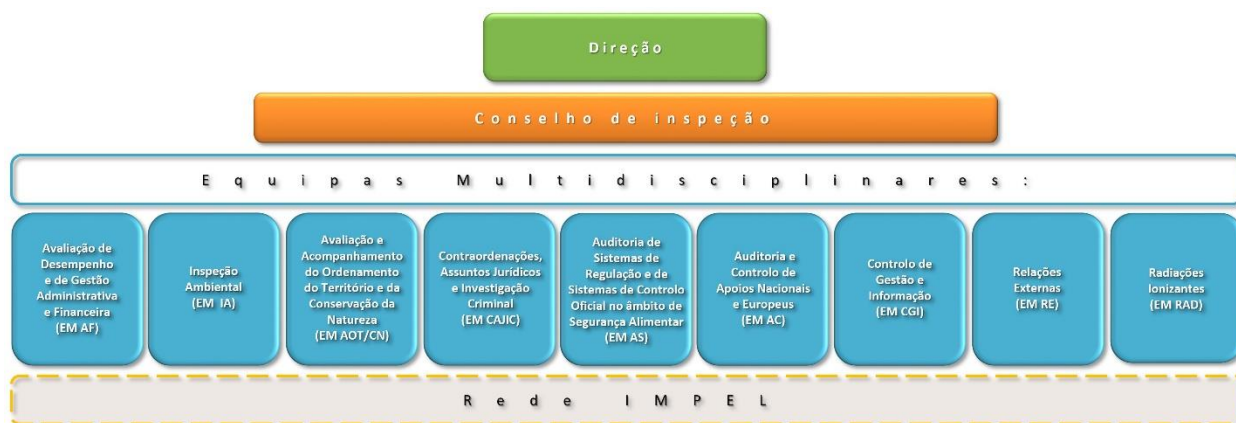 Direção
Conselho de inspeção
Equipas Multidisciplinares:
Avaliação de
Desempenho
e de Gestão
Administrativa
e Financeira
(EM AF)
Inspeção
Ambiental
(EM IA)
Avaliação e
Acompanhamento
do Ordenamento
do Território e da
Conservação da
Natureza
(EM AOT/CN)
Contraordenações,
Assuntos Jurídicos
e Investigação
Criminal
(EM CAJIC)
Auditoria de
Sistemas de
Regulação e de
Sistemas de Controlo
Oficial no âmbito de
Segurança Alimentar
(EM AS)
Auditoria e
Controlo de
Apoios Nacionais
e Europeus
(EM AC)
Controlo de
Gestão e
Informação
(EM CGI)
Relações
Externas
(EM RE)
Radiações
Ionizantes
(EM RAD)
Rede IMPEL